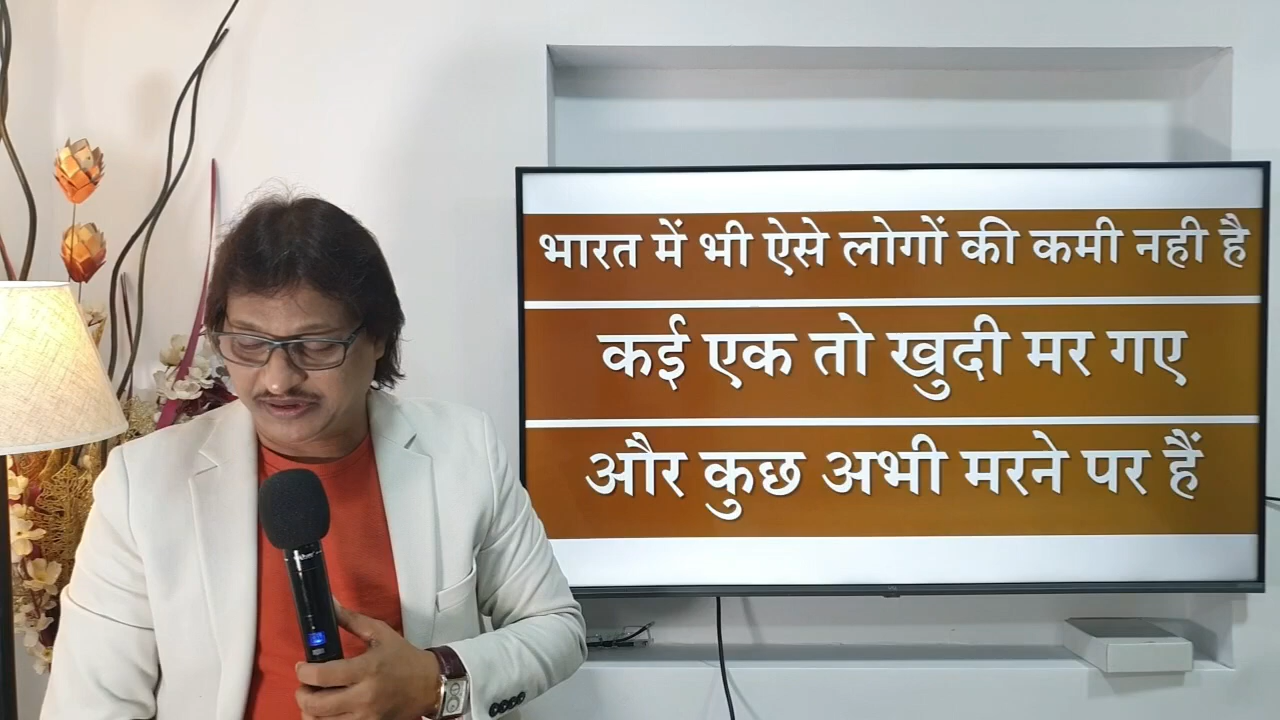 भारत में भी ऐसे लोगों की कमी नही है
कई एक तो खुदी मर गए
और कुछ अभी मरने पर हैं